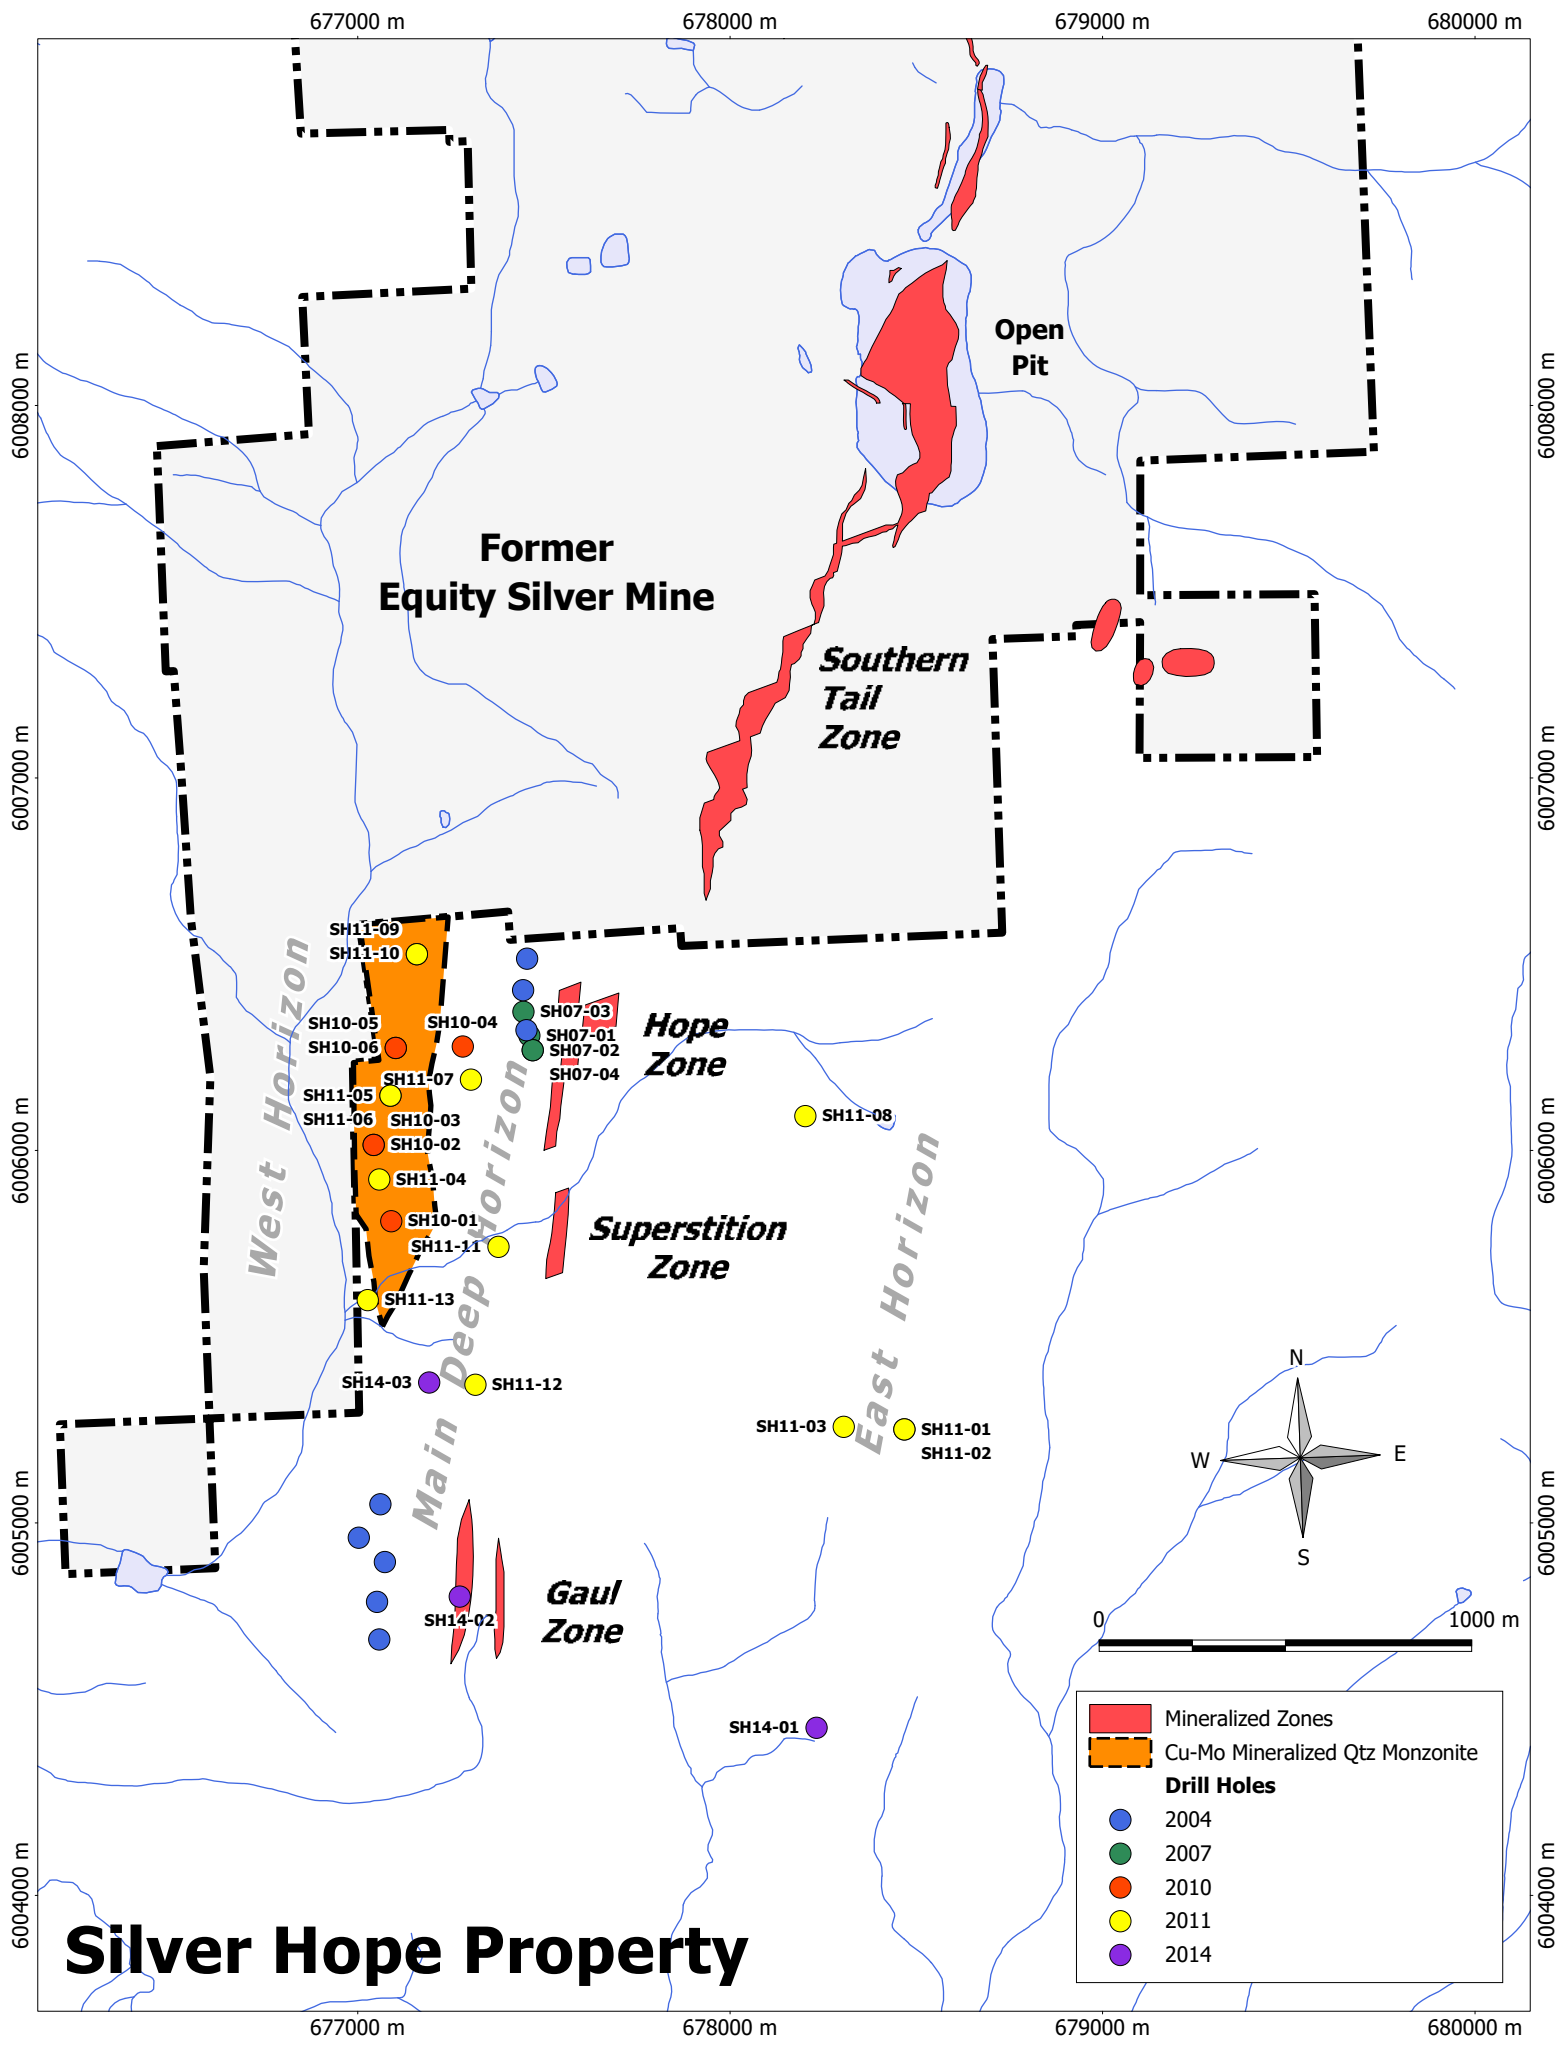 677000 m
678000 m
679000 m
680000 m
6008000 m
6008000 m
Open
Pit
Former
Equity Silver Mine
Southern
Tail
Zone
6007000 m
6007000 m
SH11-09
SH11-10
SH07-03
SH10-05
SH10-04
SH10-06
SH07-01
SH07-02
SH07-04
Hope
Zone
SH11-07
SH11-05
SH11-06
SH10-03
SH10-02
SH11-08
West Horizon
Main Deep Horizon
East Horizon
6006000 m
6006000 m
SH11-04
SH10-01
SH11-11
Superstition
Zone
SH11-13
SH14-03
SH11-12
SH11-03
SH11-01
SH11-02
N
W
E
S
6005000 m
6005000 m
Gaul
Zone
SH14-02
0
1000 m
SH14-01
Mineralized Zones
Cu-Mo Mineralized Qtz Monzonite
Drill Holes
2004
2007
2010
2011
2014
6004000 m
6004000 m
Silver Hope Property
677000 m
678000 m
679000 m
680000 m